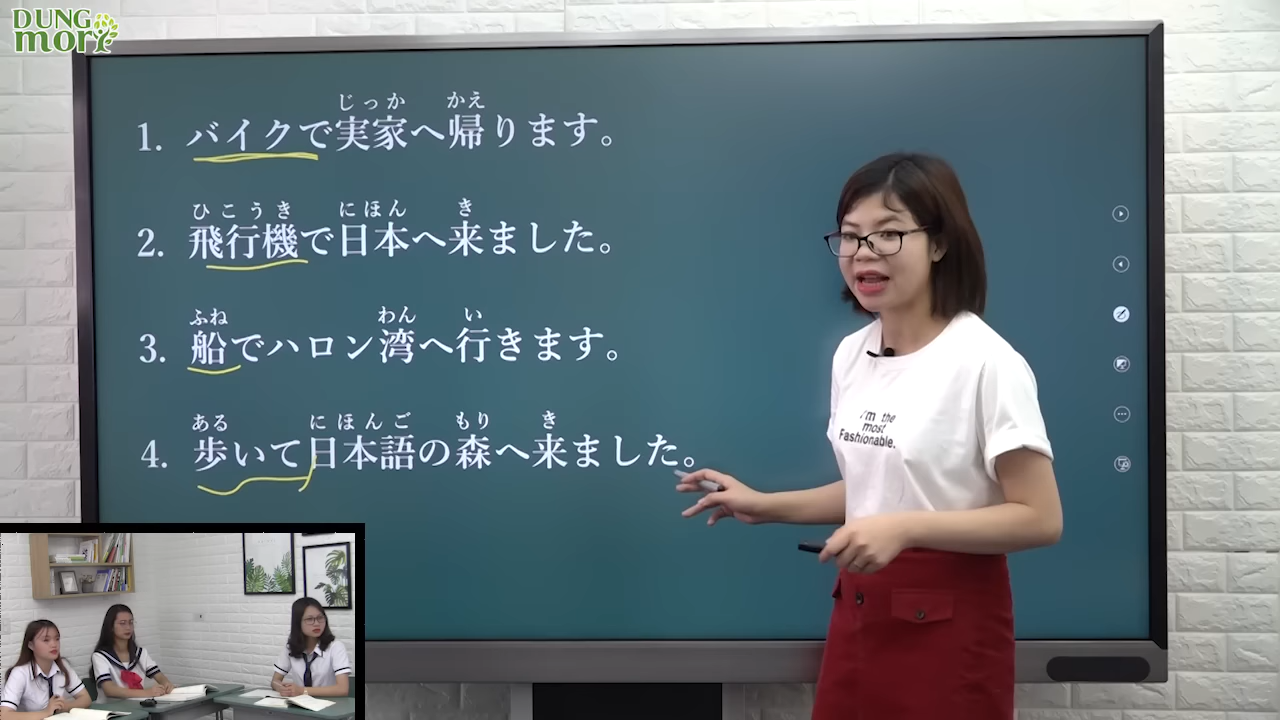 DUNG
mori
じっか かえ
1. バイクで実家へ帰ります。
ひこうき にほん き
2. 飛行機で日本へ来ました。
ふね わん い
3. 船でハロン湾へ行きます。
ある にほんご もり き
4. 歩いて日本語の森へ来ました。
I'm the
most
Fashionable.